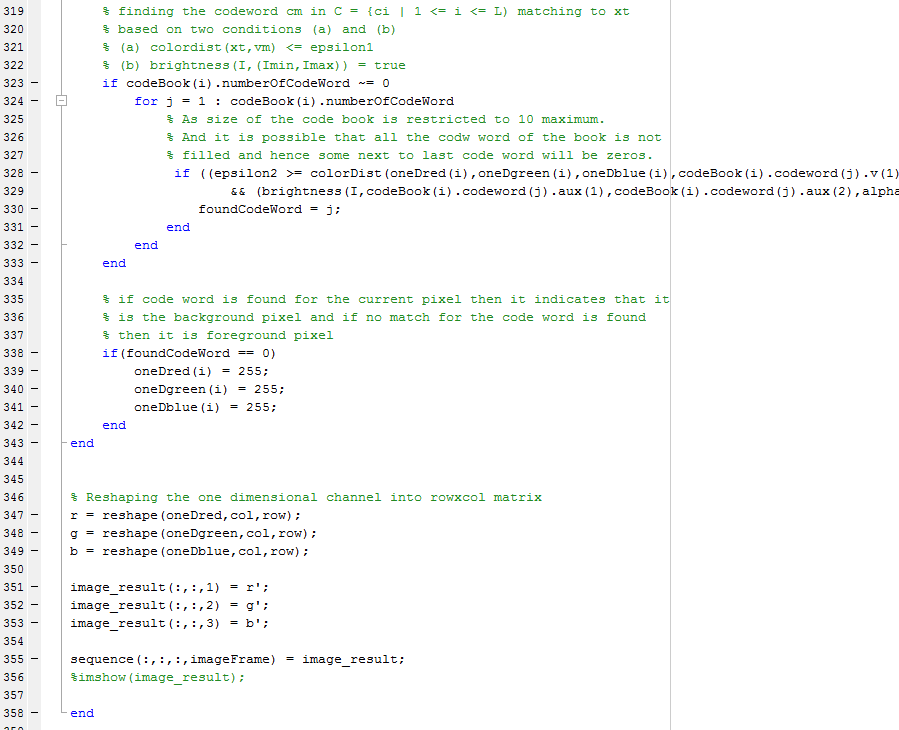 319 % finding the codeword cm in C = {ci | 1 <= i <= L) matching to xt
320 % based on two conditions (a) and (b)
321 % (a) colordist(xt,vm) <= epsilon1
322 % (b) brightness(I,(Imin,Imax)) = true
323 – if codeBook(i).numberOfCodeWord ~= 0
324 – for j = 1 : codeBook(i).numberOfCodeWord
325 % As size of the code book is restricted to 10 maximum.
326 % And it is possible that all the codw word of the book is not
327 % filled and hence some next to last code word will be zeros.
328 – if ((epsilon2 >= colorDist(oneDred(i),oneDgreen(i),oneDblue(i),codeBook(i).codeword(j).v(1)
329 && (brightness(I,codeBook(i).codeword(j).aux(1),codeBook(i).codeword(j).aux(2),alpha
330 – foundCodeWord = j;
331 – end
332 – end
333 – end
334
335 % if code word is found for the current pixel then it indicates that it
336 % is the background pixel and if no match for the code word is found
337 % then it is foreground pixel
338 – if(foundCodeWord == 0)
339 – oneDred(i) = 255;
340 – oneDgreen(i) = 255;
341 – oneDblue(i) = 255;
342 – end
343 – end
344
345
346 % Reshaping the one dimensional channel into rowxcol matrix
347 – r = reshape(oneDred,col,row);
348 – g = reshape(oneDgreen,col,row);
349 – b = reshape(oneDblue,col,row);
350
351 – image_result(:,:,1) = r';
352 – image_result(:,:,2) = g';
353 – image_result(:,:,3) = b';
354
355 – sequence(:,:,:,imageFrame) = image_result;
356 %imshow(image_result);
357
358 – end